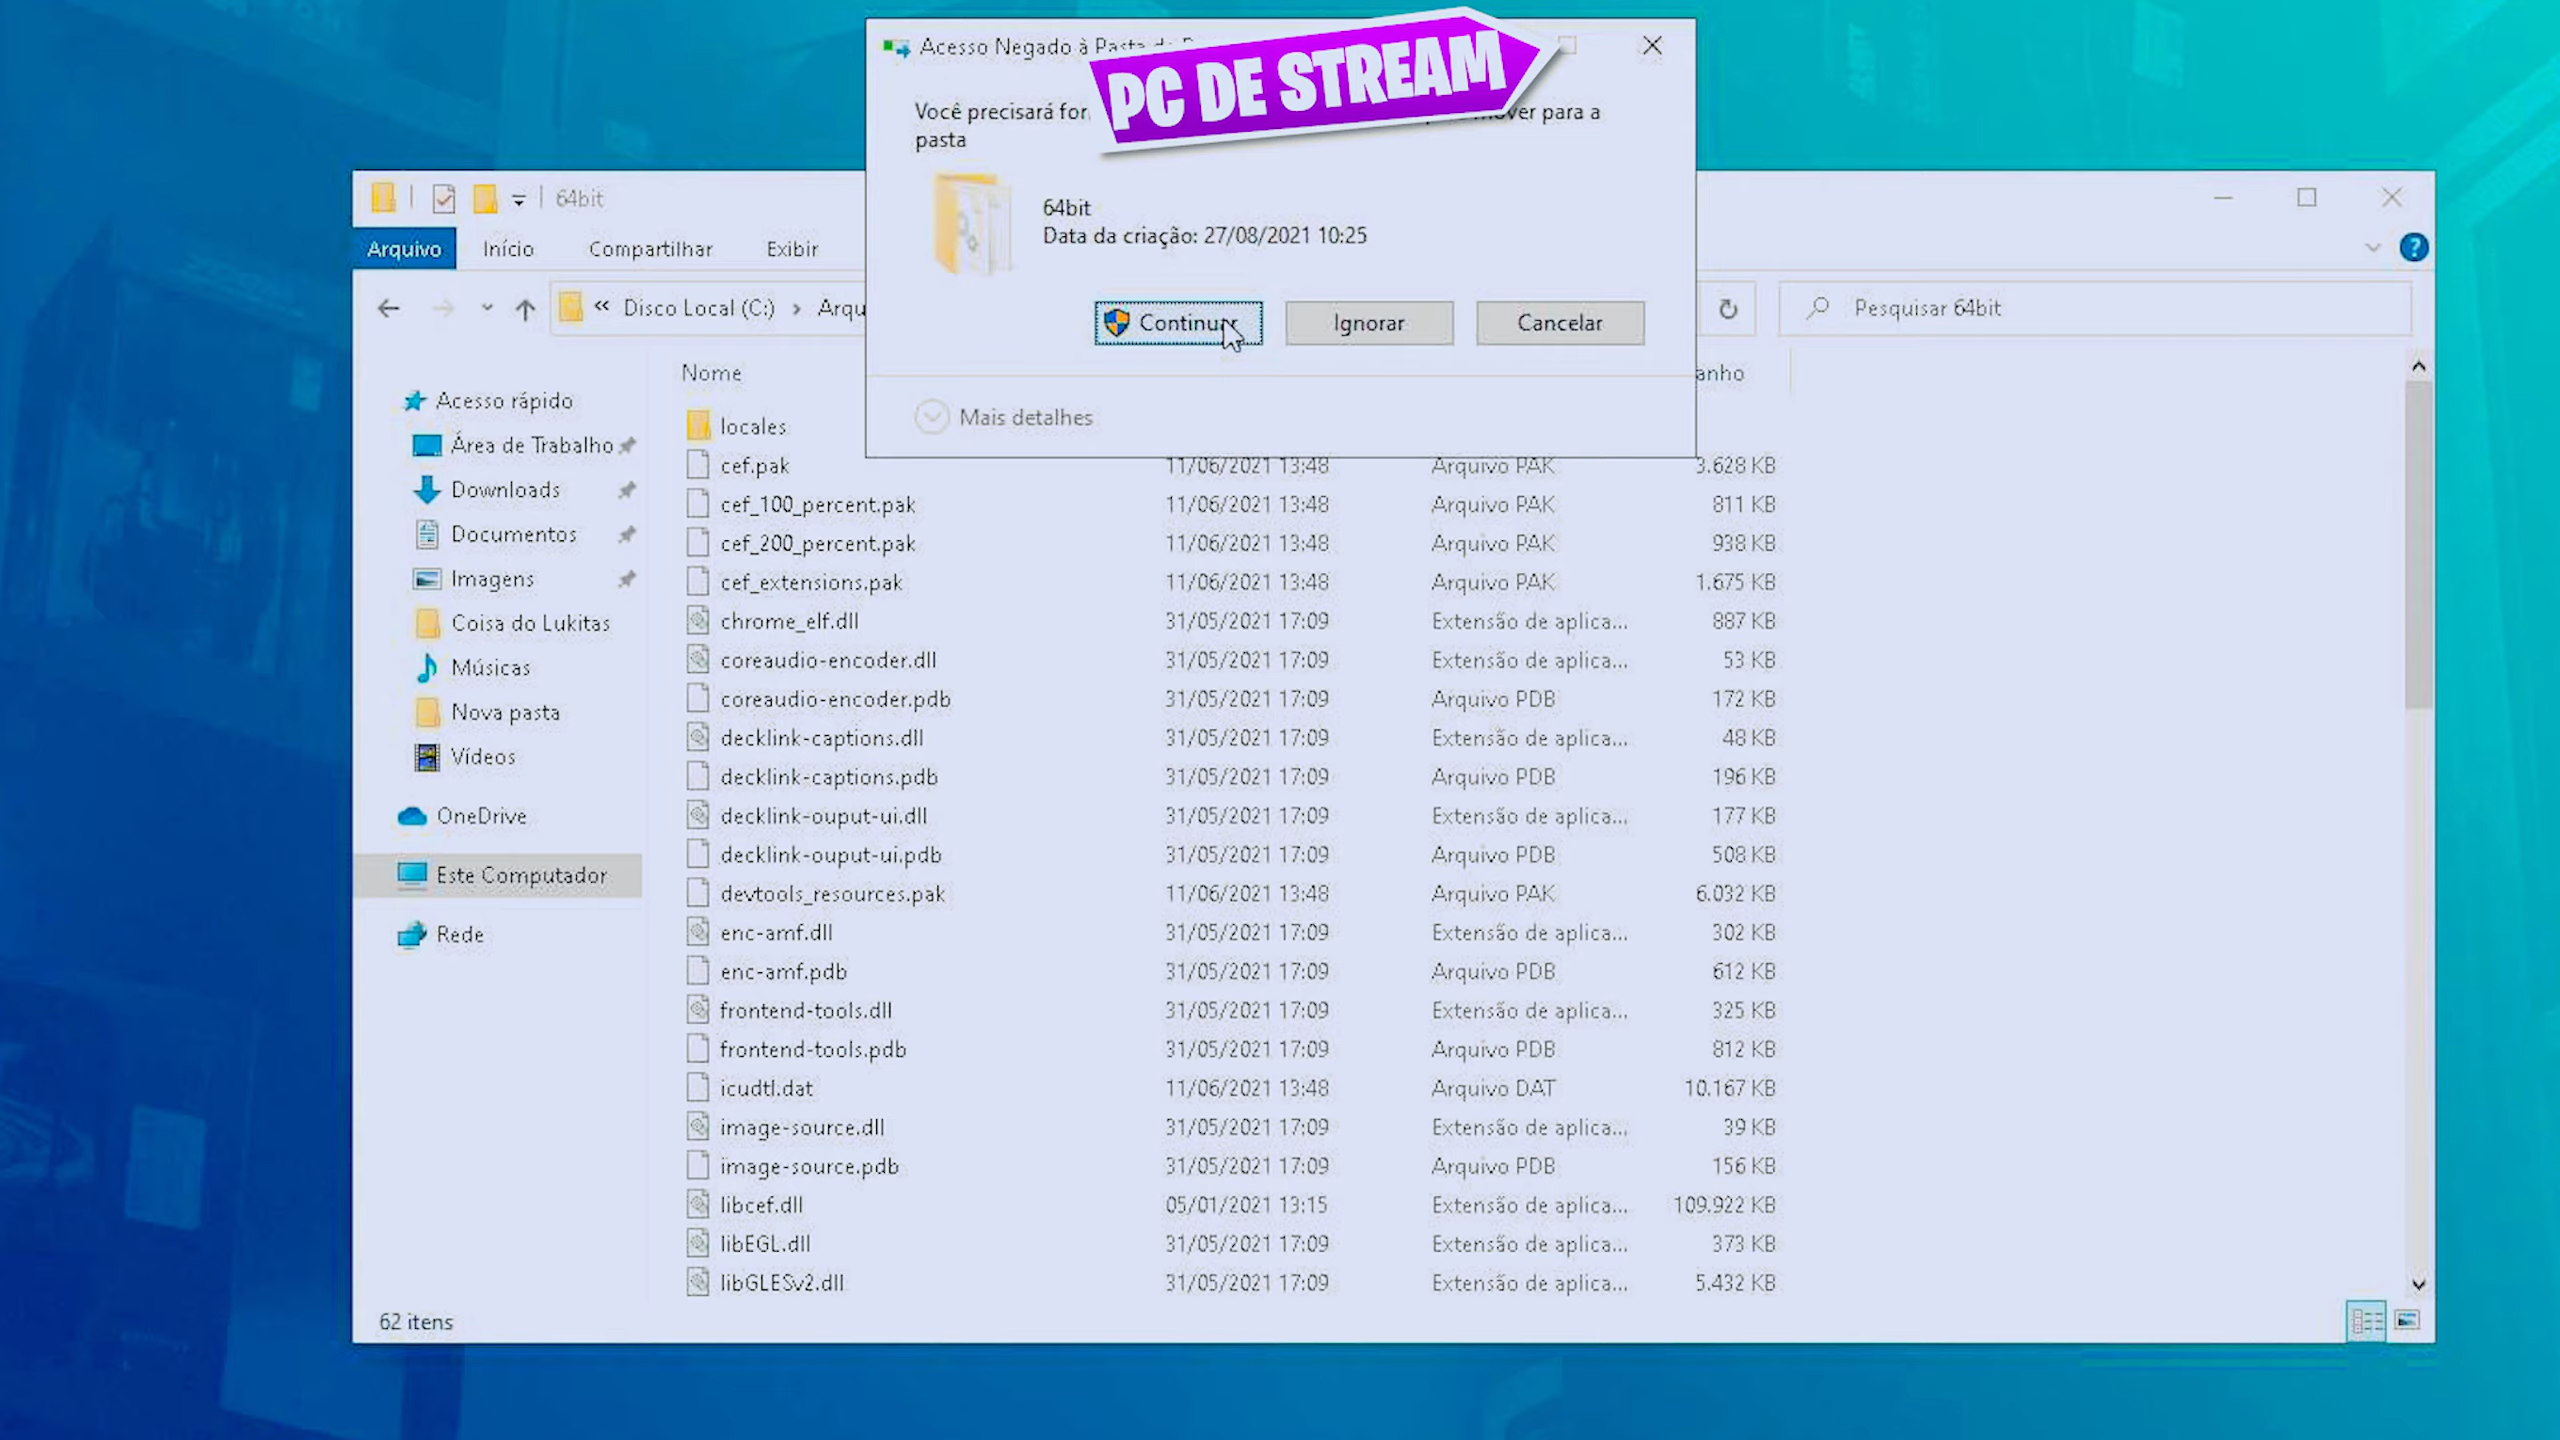 Acesso Negado à Pasta de
PC DE STREAM
Você precisará mover para a
pasta
64bit
Data da criação: 27/08/2021 10:25
Continuar
Ignorar
Cancelar
Mais detalhes
64bit
Arquivo Início Compartilhar Exibir
« Disco Local (C:) › Arqu
Pesquisar 64bit
Acesso rápido
Área de Trabalho
Downloads
Documentos
Imagens
Coisa do Lukitas
Músicas
Nova pasta
Vídeos
OneDrive
Este Computador
Rede
Nome anho
locales
cef.pak 11/06/2021 13:48 Arquivo PAK 3.628 KB
cef_100_percent.pak 11/06/2021 13:48 Arquivo PAK 811 KB
cef_200_percent.pak 11/06/2021 13:48 Arquivo PAK 938 KB
cef_extensions.pak 11/06/2021 13:48 Arquivo PAK 1.675 KB
chrome_elf.dll 31/05/2021 17:09 Extensão de aplica... 887 KB
coreaudio-encoder.dll 31/05/2021 17:09 Extensão de aplica... 53 KB
coreaudio-encoder.pdb 31/05/2021 17:09 Arquivo PDB 172 KB
decklink-captions.dll 31/05/2021 17:09 Extensão de aplica... 48 KB
decklink-captions.pdb 31/05/2021 17:09 Arquivo PDB 196 KB
decklink-ouput-ui.dll 31/05/2021 17:09 Extensão de aplica... 177 KB
decklink-ouput-ui.pdb 31/05/2021 17:09 Arquivo PDB 508 KB
devtools_resources.pak 11/06/2021 13:48 Arquivo PAK 6.032 KB
enc-amf.dll 31/05/2021 17:09 Extensão de aplica... 302 KB
enc-amf.pdb 31/05/2021 17:09 Arquivo PDB 612 KB
frontend-tools.dll 31/05/2021 17:09 Extensão de aplica... 325 KB
frontend-tools.pdb 31/05/2021 17:09 Arquivo PDB 812 KB
icudtl.dat 11/06/2021 13:48 Arquivo DAT 10.167 KB
image-source.dll 31/05/2021 17:09 Extensão de aplica... 39 KB
image-source.pdb 31/05/2021 17:09 Arquivo PDB 156 KB
libcef.dll 05/01/2021 13:15 Extensão de aplica... 109.922 KB
libEGL.dll 31/05/2021 17:09 Extensão de aplica... 373 KB
libGLESv2.dll 31/05/2021 17:09 Extensão de aplica... 5.432 KB
62 itens